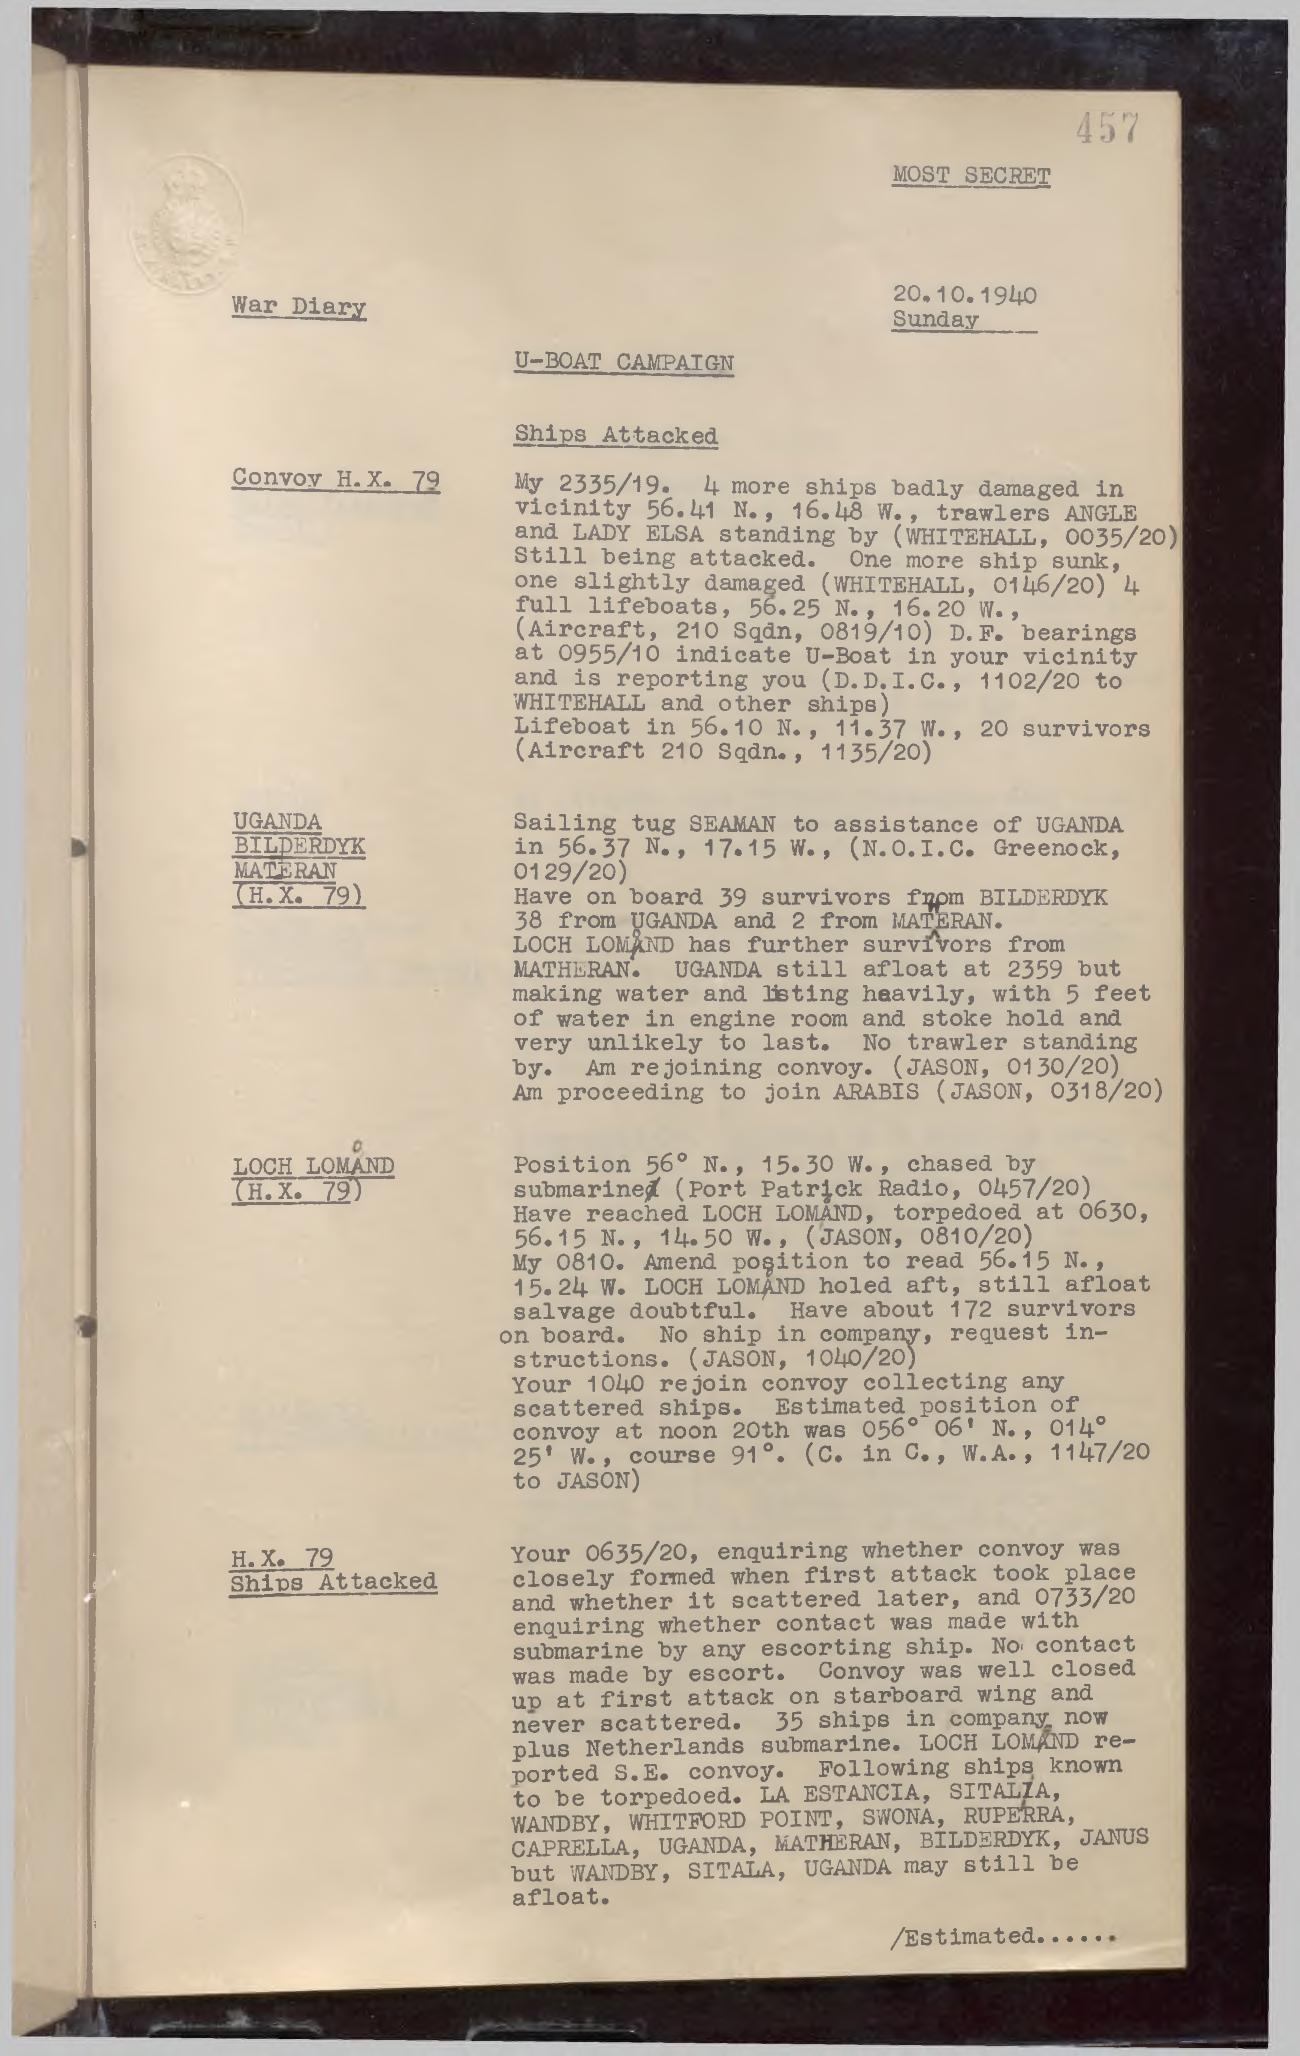 457
MOST SECRET
War Diary
20.10.1940
Sunday
U-BOAT CAMPAIGN
Ships Attacked
Convoy H.X. 79
My 2335/19. 4 more ships badly damaged in
vicinity 56.41 N., 16.48 W., trawlers ANGLE
and LADY ELSA standing by (WHITEHALL, 0035/20)
Still being attacked. One more ship sunk,
one slightly damaged (WHITEHALL, 0146/20) 4
full lifeboats, 56.25 N., 16.20 W.,
(Aircraft, 210 Sqdn, 0819/10) D.F. bearings
at 0955/10 indicate U-Boat in your vicinity
and is reporting you (D.D.I.C., 1102/20 to
WHITEHALL and other ships)
Lifeboat in 56.10 N., 11.37 W., 20 survivors
(Aircraft 210 Sqdn., 1135/20)
UGANDA
BILDERDYK
MATERAN
(H.X. 79)
Sailing tug SEAMAN to assistance of UGANDA
in 56.37 N., 17.15 W., (N.O.I.C. Greenock,
0129/20)
Have on board 39 survivors from BILDERDYK
38 from UGANDA and 2 from MATHERAN.
LOCH LOMOND has further survivors from
MATHERAN. UGANDA still afloat at 2359 but
making water and listing heavily, with 5 feet
of water in engine room and stoke hold and
very unlikely to last. No trawler standing
by. Am rejoining convoy. (JASON, 0130/20)
Am proceeding to join ARABIS (JASON, 0318/20)
LOCH LOMOND
(H.X. 79)
Position 56° N., 15.30 W., chased by
submarine (Port Patrick Radio, 0457/20)
Have reached LOCH LOMOND, torpedoed at 0630,
56.15 N., 14.50 W., (JASON, 0810/20)
My 0810. Amend position to read 56.15 N.,
15.24 W. LOCH LOMOND holed aft, still afloat
salvage doubtful. Have about 172 survivors
on board. No ship in company, request in-
structions. (JASON, 1040/20)
Your 1040 rejoin convoy collecting any
scattered ships. Estimated position of
convoy at noon 20th was 056° 06' N., 014°
25' W., course 91°. (C. in C., W.A., 1147/20
to JASON)
H.X. 79
Ships Attacked
Your 0635/20, enquiring whether convoy was
closely formed when first attack took place
and whether it scattered later, and 0733/20
enquiring whether contact was made with
submarine by any escorting ship. No contact
was made by escort. Convoy was well closed
up at first attack on starboard wing and
never scattered. 35 ships in company now
plus Netherlands submarine. LOCH LOMOND re-
ported S.E. convoy. Following ships known
to be torpedoed. LA ESTANCIA, SITALA,
WANDBY, WHITFORD POINT, SWONA, RUPERRA,
CAPRELLA, UGANDA, MATHERAN, BILDERDYK, JANUS
but WANDBY, SITALA, UGANDA may still be
afloat.
/Estimated......